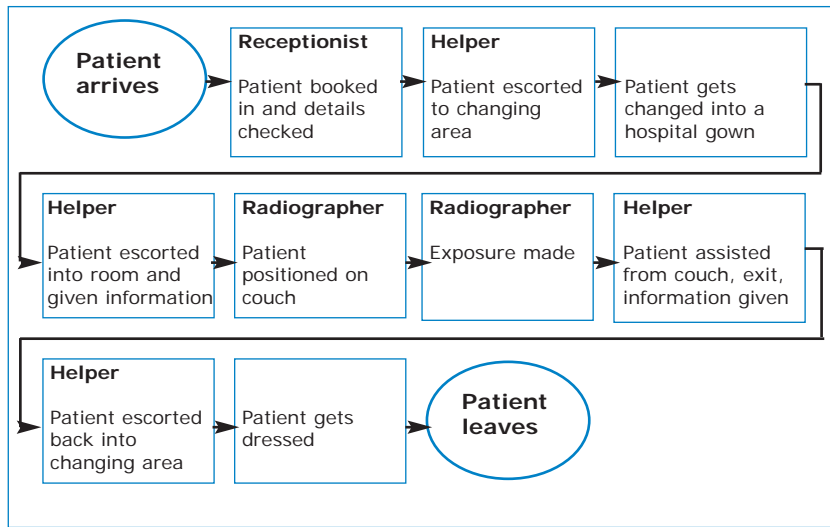 Patient
arrives
Receptionist
Patient booked
in and details
checked
Helper
Patient escorted
to changing
area
Patient gets
changed into a
hospital gown
Helper
Patient escorted
into room and
given information
Radiographer
Patient
positioned on
couch
Radiographer
Exposure made
Helper
Patient assisted
from couch, exit,
information given
Helper
Patient escorted
back into
changing area
Patient gets
dressed
Patient
leaves